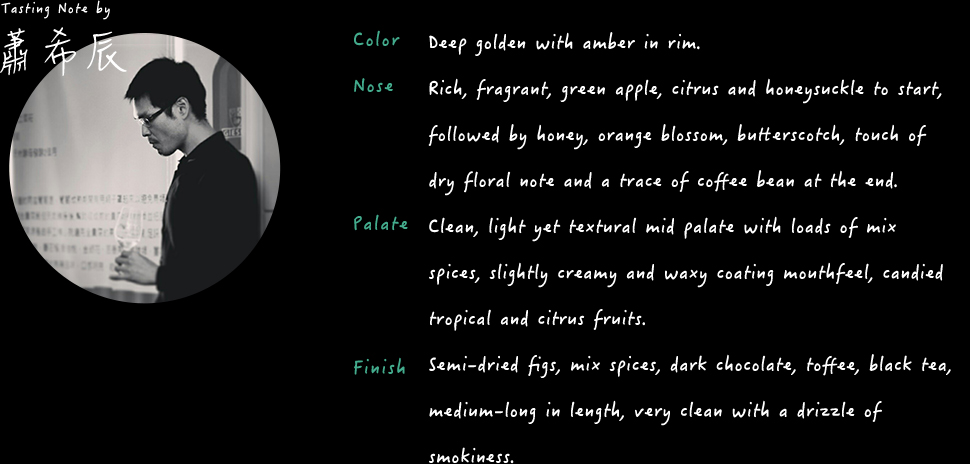 Tasting Note by
蕭希辰
Color
Deep golden with amber in rim.
Nose
Rich, fragrant, green apple, citrus and honeysuckle to start,
followed by honey, orange blossom, butterscotch, touch of
dry floral note and a trace of coffee bean at the end.
Palate
Clean, light yet textural mid palate with loads of mix
spices, slightly creamy and waxy coating mouthfeel, candied
tropical and citrus fruits.
Finish
Semi-dried figs, mix spices, dark chocolate, toffee, black tea,
medium-long in length, very clean with a drizzle of
smokiness.